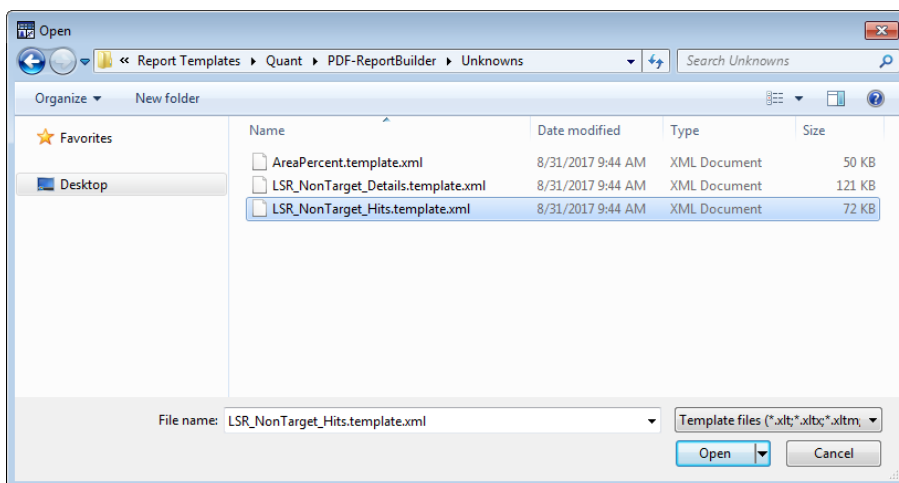 Open
« Report Templates ▸ Quant ▸ PDF-ReportBuilder ▸ Unknowns
Search Unknowns
Organize ▾ New folder
Favorites
Desktop
Name Date modified Type Size
AreaPercent.template.xml 8/31/2017 9:44 AM XML Document 50 KB
LSR_NonTarget_Details.template.xml 8/31/2017 9:44 AM XML Document 121 KB
LSR_NonTarget_Hits.template.xml 8/31/2017 9:44 AM XML Document 72 KB
File name: LSR_NonTarget_Hits.template.xml Template files (*.xlt;*.xltx;*.xltm;
Open Cancel